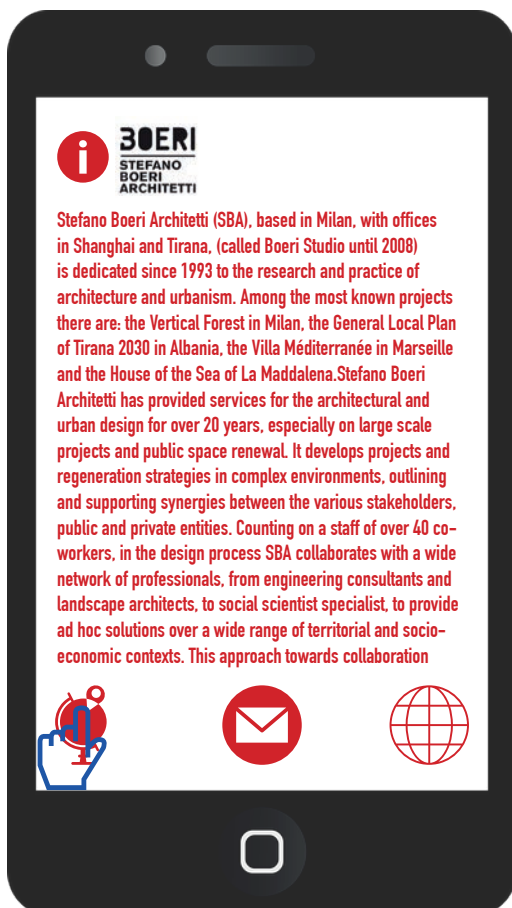 i
BOERI
STEFANO
BOERI
ARCHITETTI
Stefano Boeri Architetti (SBA), based in Milan, with offices
in Shanghai and Tirana, (called Boeri Studio until 2008)
is dedicated since 1993 to the research and practice of
architecture and urbanism. Among the most known projects
there are: the Vertical Forest in Milan, the General Local Plan
of Tirana 2030 in Albania, the Villa Méditerranée in Marseille
and the House of the Sea of La Maddalena.Stefano Boeri
Architetti has provided services for the architectural and
urban design for over 20 years, especially on large scale
projects and public space renewal. It develops projects and
regeneration strategies in complex environments, outlining
and supporting synergies between the various stakeholders,
public and private entities. Counting on a staff of over 40 co-
workers, in the design process SBA collaborates with a wide
network of professionals, from engineering consultants and
landscape architects, to social scientist specialist, to provide
ad hoc solutions over a wide range of territorial and socio-
economic contexts. This approach towards collaboration